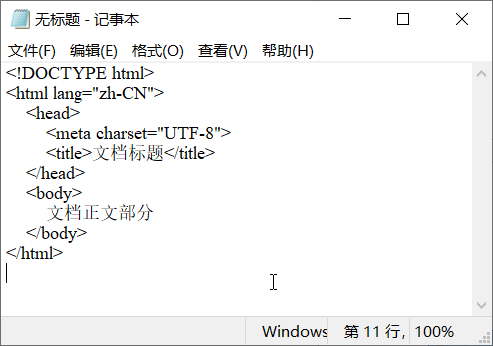 无标题 - 记事本
文件(F) 编辑(E) 格式(O) 查看(V) 帮助(H)
<!DOCTYPE html>
<html lang="zh-CN">
    <head>
        <meta charset="UTF-8">
        <title>文档标题</title>
    </head>
    <body>
        文档正文部分
    </body>
</html>
Windows 第 11 行, 100%